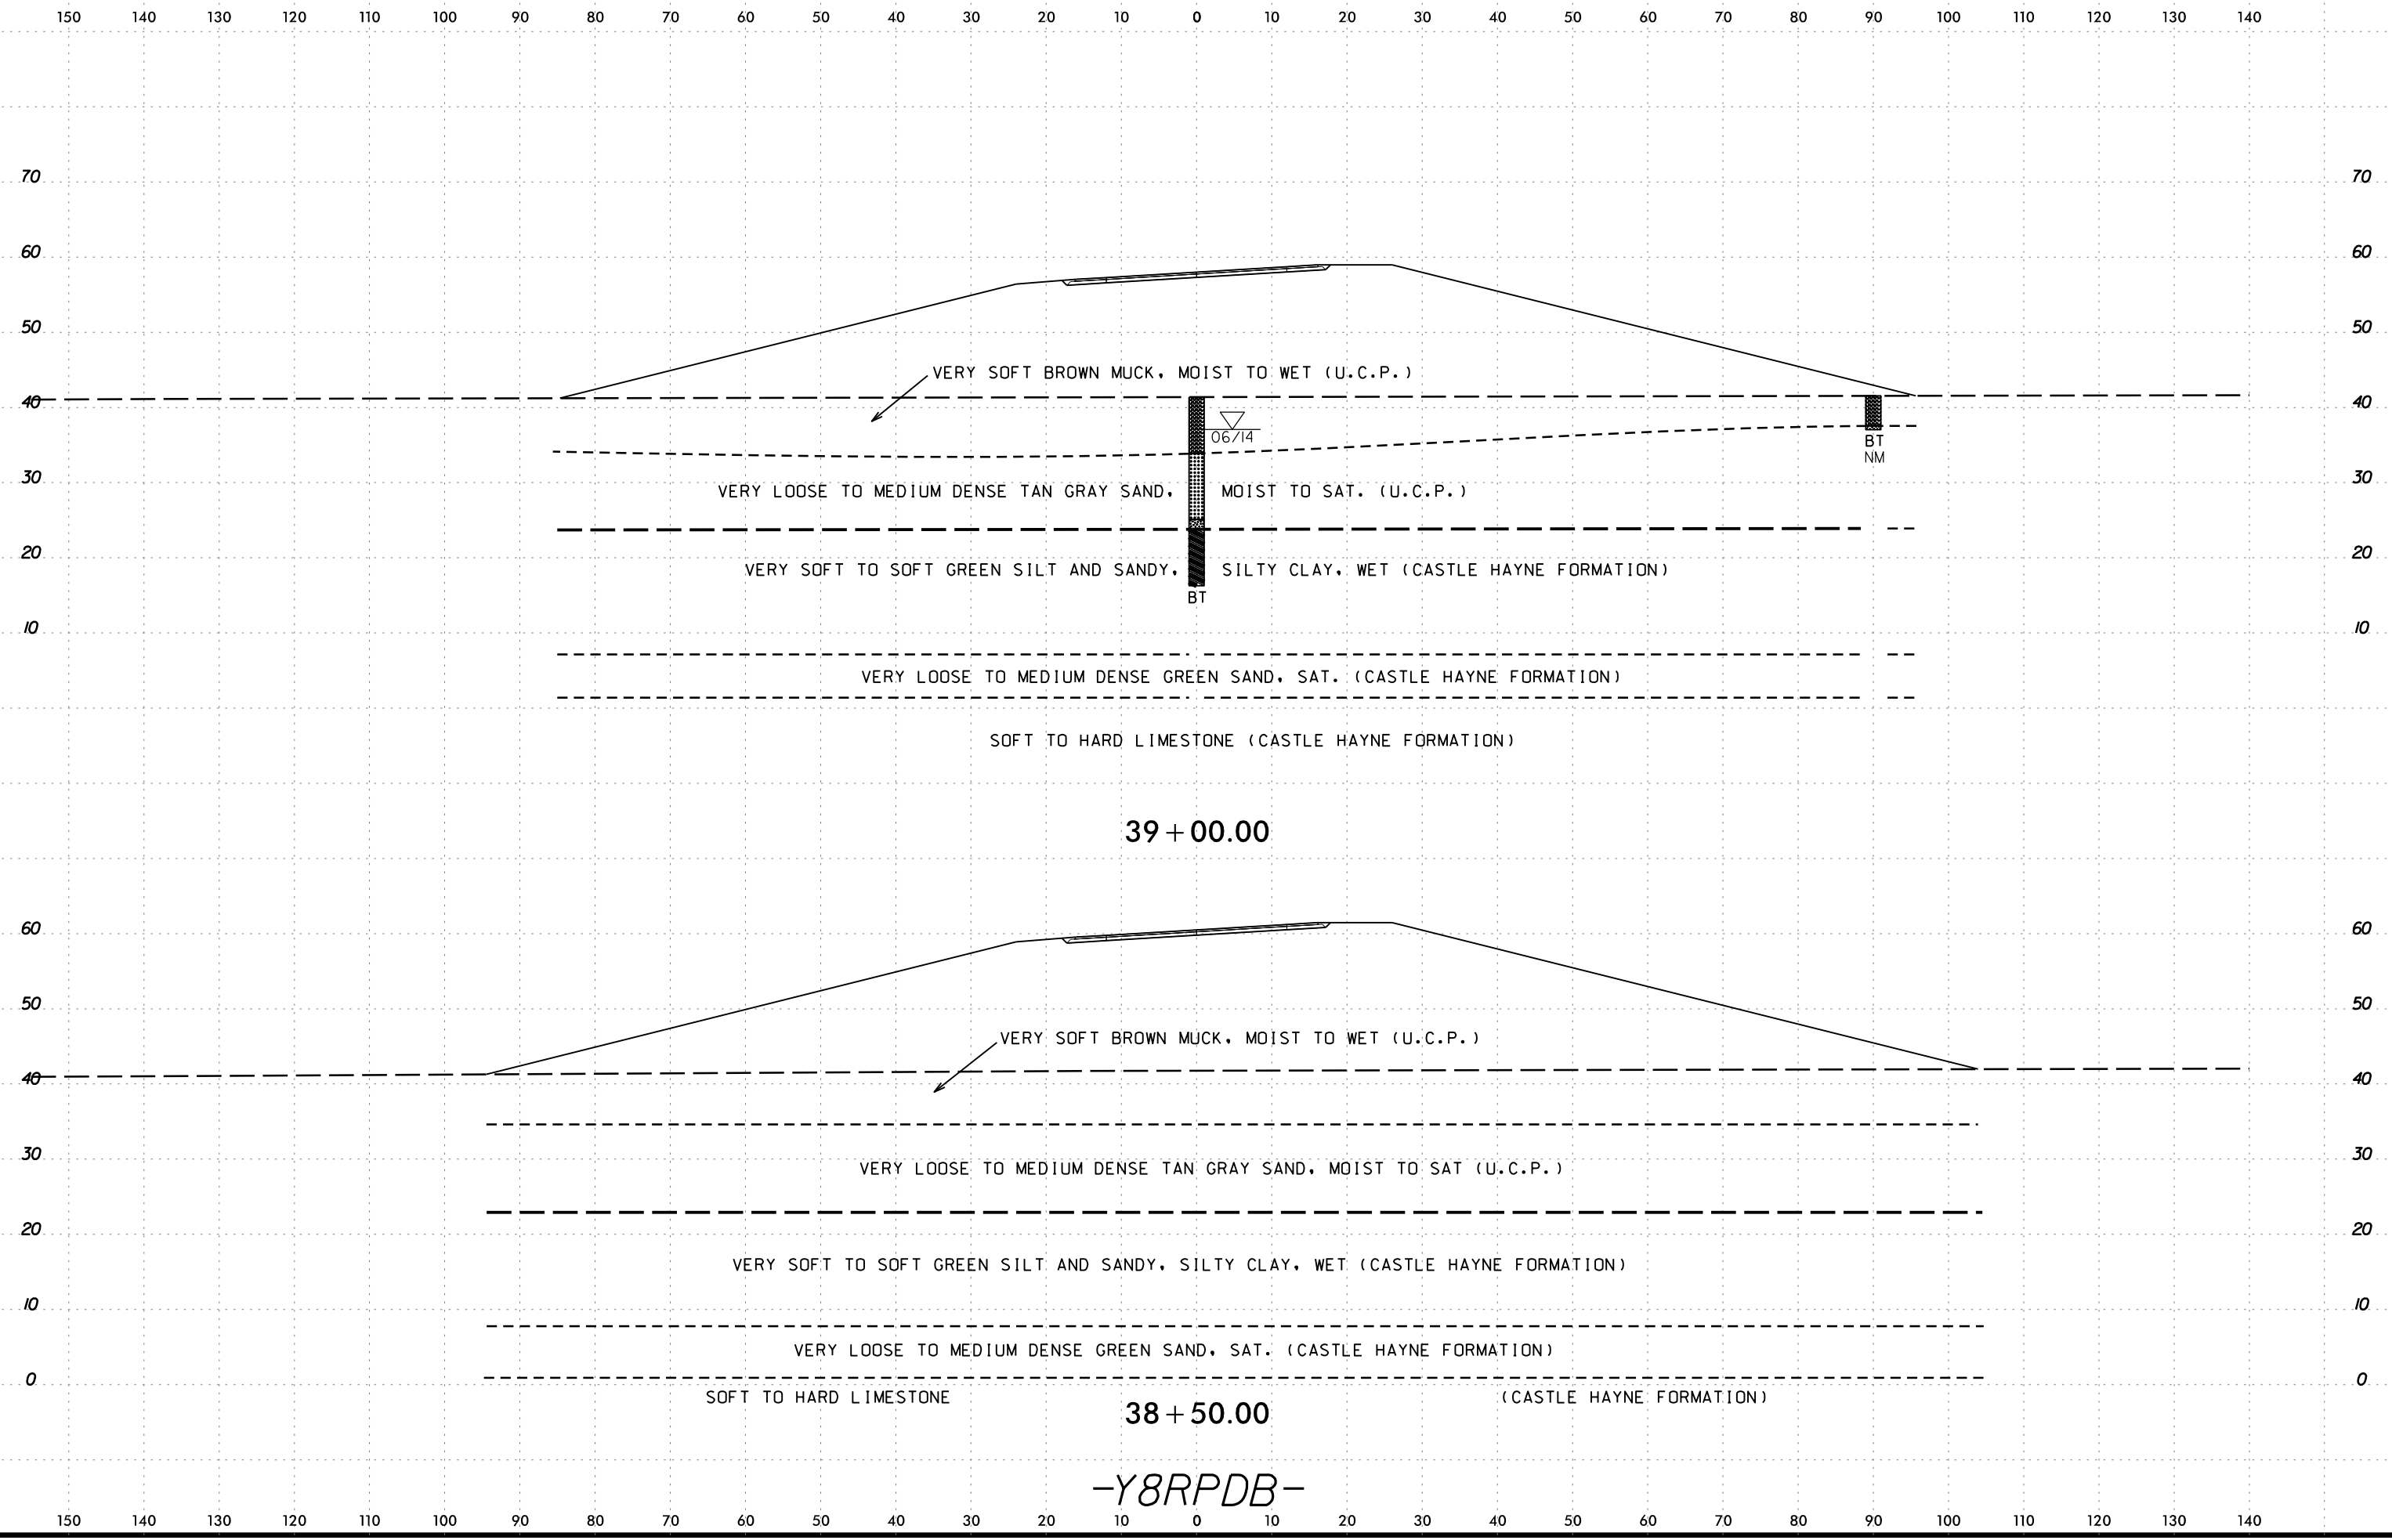 150 140 130 120 110 100 90 80 70 60 50 40 30 20 10 0 10 20 30 40 50 60 70 80 90 100 110 120 130 140
70 70
60 60
50 50
VERY SOFT BROWN MUCK, MOIST TO WET (U.C.P.)
40 40
06/14
BT
NM
30 30
VERY LOOSE TO MEDIUM DENSE TAN GRAY SAND, MOIST TO SAT. (U.C.P.)
20 20
VERY SOFT TO SOFT GREEN SILT AND SANDY, SILTY CLAY, WET (CASTLE HAYNE FORMATION)
BT
10 10
VERY LOOSE TO MEDIUM DENSE GREEN SAND, SAT. (CASTLE HAYNE FORMATION)
SOFT TO HARD LIMESTONE (CASTLE HAYNE FORMATION)
39+00.00
60 60
50 50
VERY SOFT BROWN MUCK, MOIST TO WET (U.C.P.)
40 40
30 30
VERY LOOSE TO MEDIUM DENSE TAN GRAY SAND, MOIST TO SAT (U.C.P.)
20 20
VERY SOFT TO SOFT GREEN SILT AND SANDY, SILTY CLAY, WET (CASTLE HAYNE FORMATION)
10 10
VERY LOOSE TO MEDIUM DENSE GREEN SAND, SAT. (CASTLE HAYNE FORMATION)
0 0
SOFT TO HARD LIMESTONE (CASTLE HAYNE FORMATION)
38+50.00
-Y8RPDB-
150 140 130 120 110 100 90 80 70 60 50 40 30 20 10 0 10 20 30 40 50 60 70 80 90 100 110 120 130 140